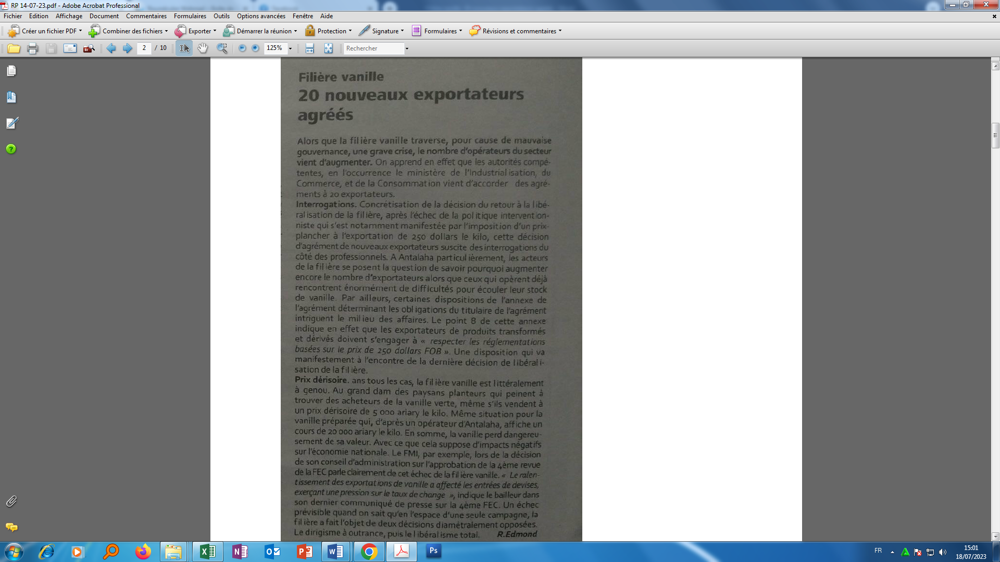 RP 14-07-23.pdf - Adobe Acrobat Professional
Fichier Edition Affichage Document Commentaires Formulaires Outils Options avancées Fenêtre Aide
Créer un fichier PDF Combiner des fichiers Exporter Démarrer la réunion Protection Signature Formulaires Révisions et commentaires
2 / 10 125% Rechercher
Filière vanille
20 nouveaux exportateurs
agréés
Alors que la filière vanille traverse, pour cause de mauvaise
gouvernance, une grave crise, le nombre d'opérateurs du secteur
vient d'augmenter. On apprend en effet que les autorités compé-
tentes, en l'occurrence le ministère de l'Industrialisation, du
Commerce, et de la Consommation vient d'accorder des agré-
ments à 20 exportateurs.
Interrogations. Concrétisation de la décision du retour à la libé-
ralisation de la filière, après l'échec de la politique intervention-
niste qui s'est notamment manifestée par l'imposition d'un prix-
plancher à l'exportation de 250 dollars le kilo, cette décision
d'agrément de nouveaux exportateurs suscite des interrogations du
côté des professionnels. A Antalaha particulièrement, les acteurs
de la filière se posent la question de savoir pourquoi augmenter
encore le nombre d'exportateurs alors que ceux qui opèrent déjà
rencontrent énormément de difficultés pour écouler leur stock
de vanille. Par ailleurs, certaines dispositions de l'annexe de
l'agrément déterminant les obligations du titulaire de l'agrément
intriguent le milieu des affaires. Le point 8 de cette annexe
indique en effet que les exportateurs de produits transformés
et dérivés doivent s'engager à « respecter les réglementations
basées sur le prix de 250 dollars FOB ». Une disposition qui va
manifestement à l'encontre de la dernière décision de libérali-
sation de la filière.
Prix dérisoire. ans tous les cas, la filière vanille est littéralement
à genou. Au grand dam des paysans planteurs qui peinent à
trouver des acheteurs de la vanille verte, même s'ils vendent à
un prix dérisoire de 5 000 ariary le kilo. Même situation pour la
vanille préparée qui, d'après un opérateur d'Antalaha, affiche un
cours de 20 000 ariary le kilo. En somme, la vanille perd dangereu-
sement de sa valeur. Avec ce que cela suppose d'impacts négatifs
sur l'économie nationale. Le FMI, par exemple, lors de la décision
de son conseil d'administration sur l'approbation de la 4ème revue
de la FEC parle clairement de cet échec de la filière vanille. « Le ralen-
tissement des exportations de vanille a affecté les entrées de devises,
exerçant une pression sur le taux de change », indique le bailleur dans
son dernier communiqué de presse sur la 4ème FEC. Un échec
prévisible quand on sait qu'en l'espace d'une seule campagne, la
filière a fait l'objet de deux décisions diamétralement opposées.
Le dirigisme à outrance, puis le libéralisme total. R.Edmond
FR 15:01
18/07/2023